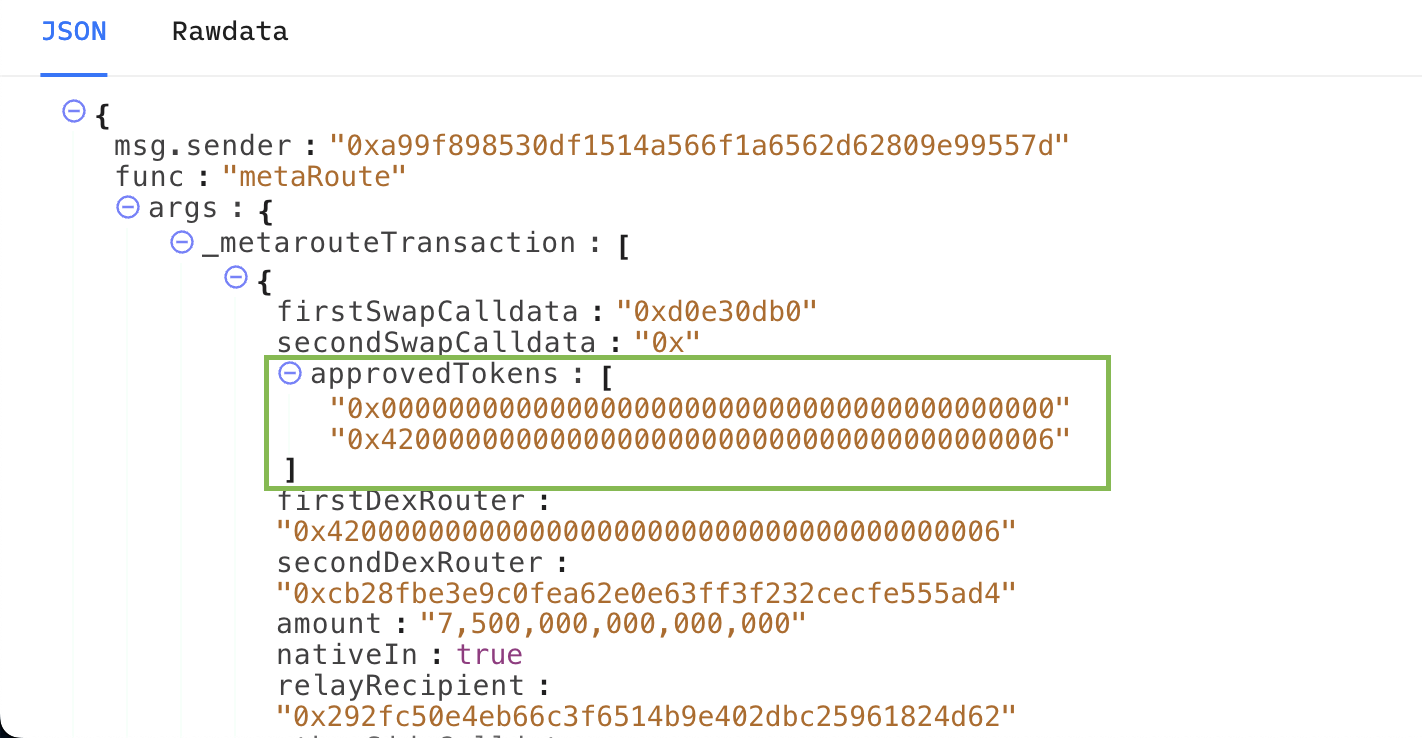 JSON Rawdata
{
msg.sender : "0xa99f898530df1514a566f1a6562d62809e99557d"
func : "metaRoute"
args : {
_metarouteTransaction : [
{
firstSwapCalldata : "0xd0e30db0"
secondSwapCalldata : "0x"
approvedTokens : [
"0x0000000000000000000000000000000000000000"
"0x4200000000000000000000000000000000000006"
]
firstDexRouter :
"0x4200000000000000000000000000000000000006"
secondDexRouter :
"0xcb28fbe3e9c0fea62e0e63ff3f232cecfe555ad4"
amount : "7,500,000,000,000,000"
nativeIn : true
relayRecipient :
"0x292fc50e4eb66c3f6514b9e402dbc25961824d62"